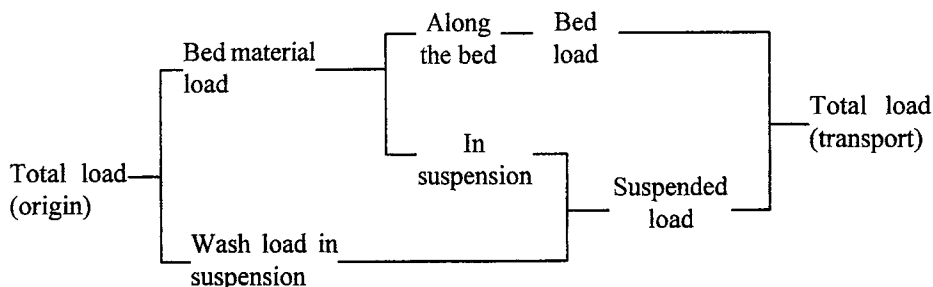 Along
the bed
Bed
load
Bed material
load
Total load
(transport)
In
suspension
Total load
(origin)
Suspended
load
Wash load in
suspension